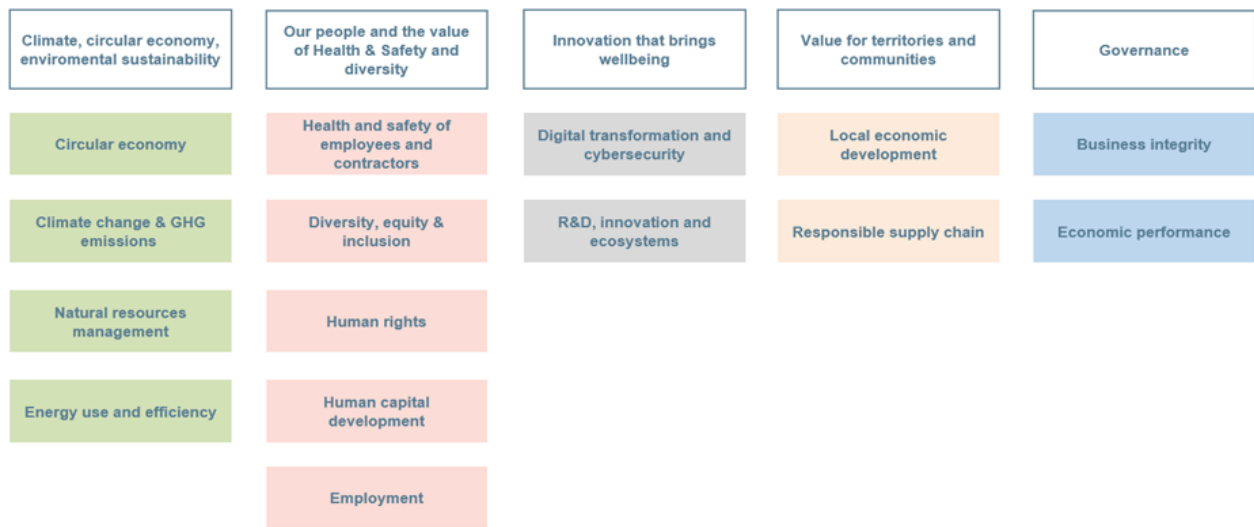 Climate, circular economy,
enviromental sustainability
Our people and the value
of Health & Safety and
diversity
Innovation that brings
wellbeing
Value for territories and
communities
Governance
Circular economy
Health and safety of
employees and
contractors
Digital transformation and
cybersecurity
Local economic
development
Business integrity
Climate change & GHG
emissions
Diversity, equity &
inclusion
R&D, innovation and
ecosystems
Responsible supply chain
Economic performance
Natural resources
management
Human rights
Energy use and efficiency
Human capital
development
Employment